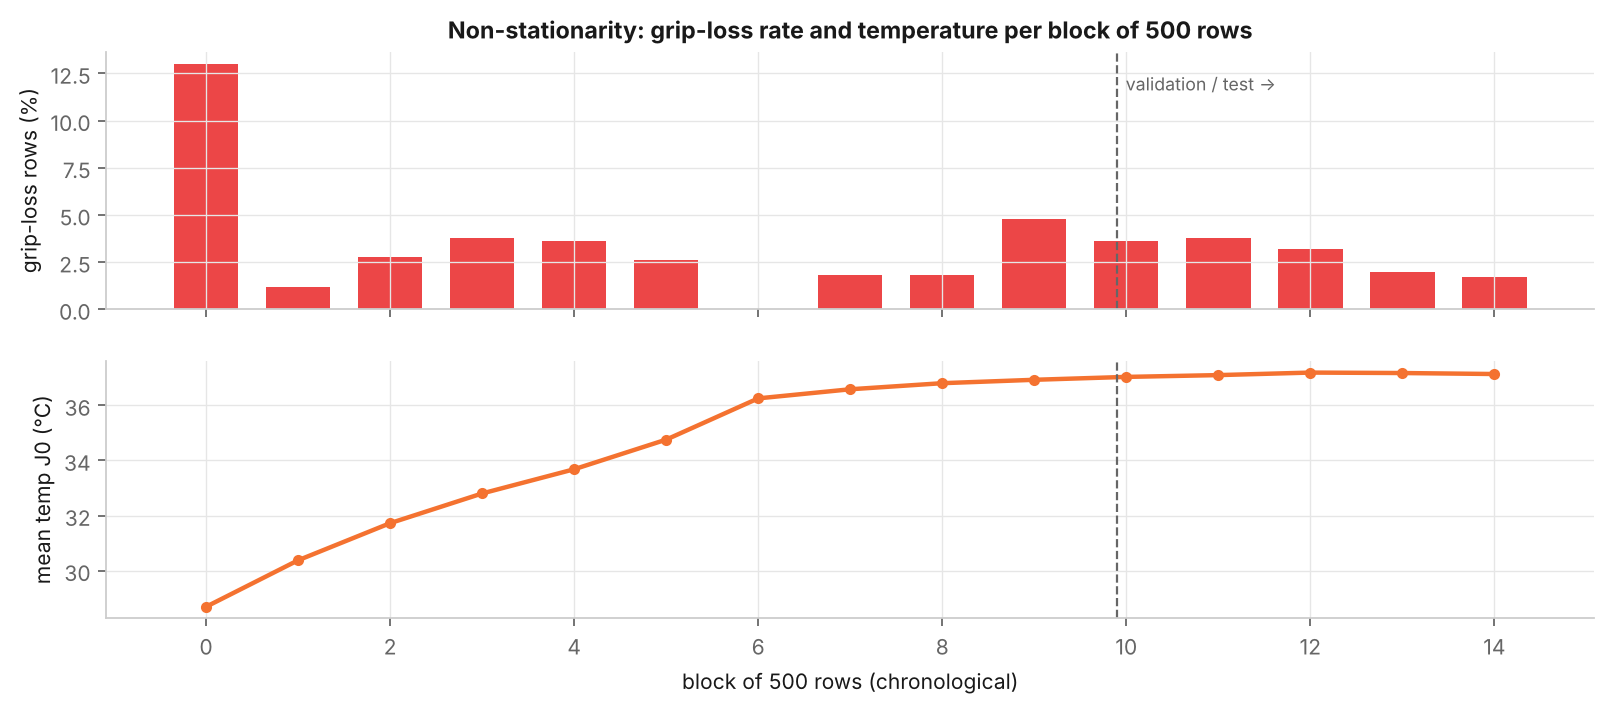 Non-stationarity: grip-loss rate and temperature per block of 500 rows
grip-loss rows (%)
12.5
10.0
7.5
5.0
2.5
0.0
validation / test →
mean temp J0 (°C)
36
34
32
30
0 2 4 6 8 10 12 14
block of 500 rows (chronological)